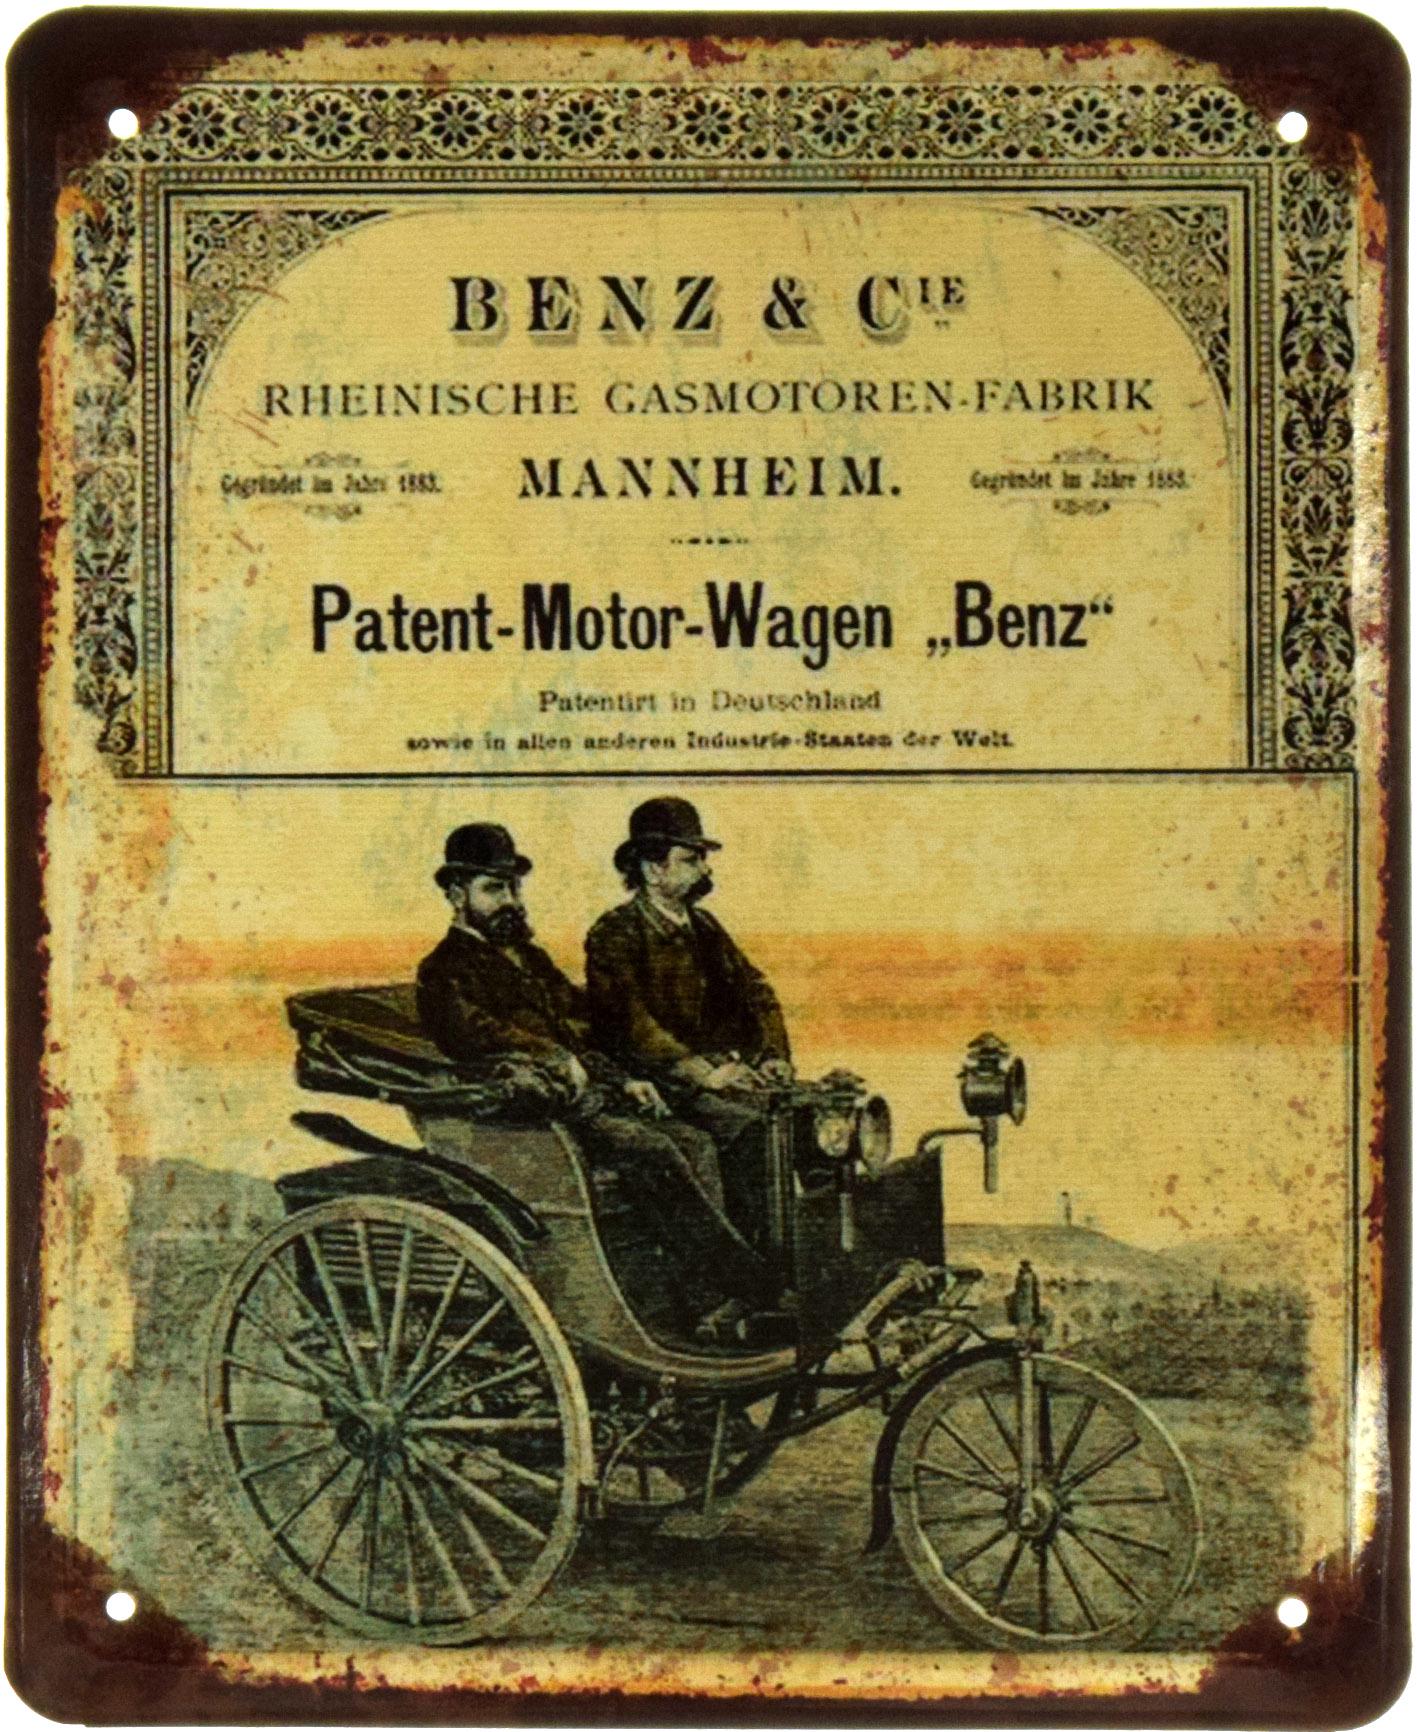 BENZ & CIE
RHEINISCHE GASMOTOREN-FABRIK
Gegründet im Jahre 1883. MANNHEIM. Gegründet im Jahre 1883.
Patent-Motor-Wagen „Benz“
Patentirt in Deutschland
sowie in allen anderen Industrie-Staaten der Welt.